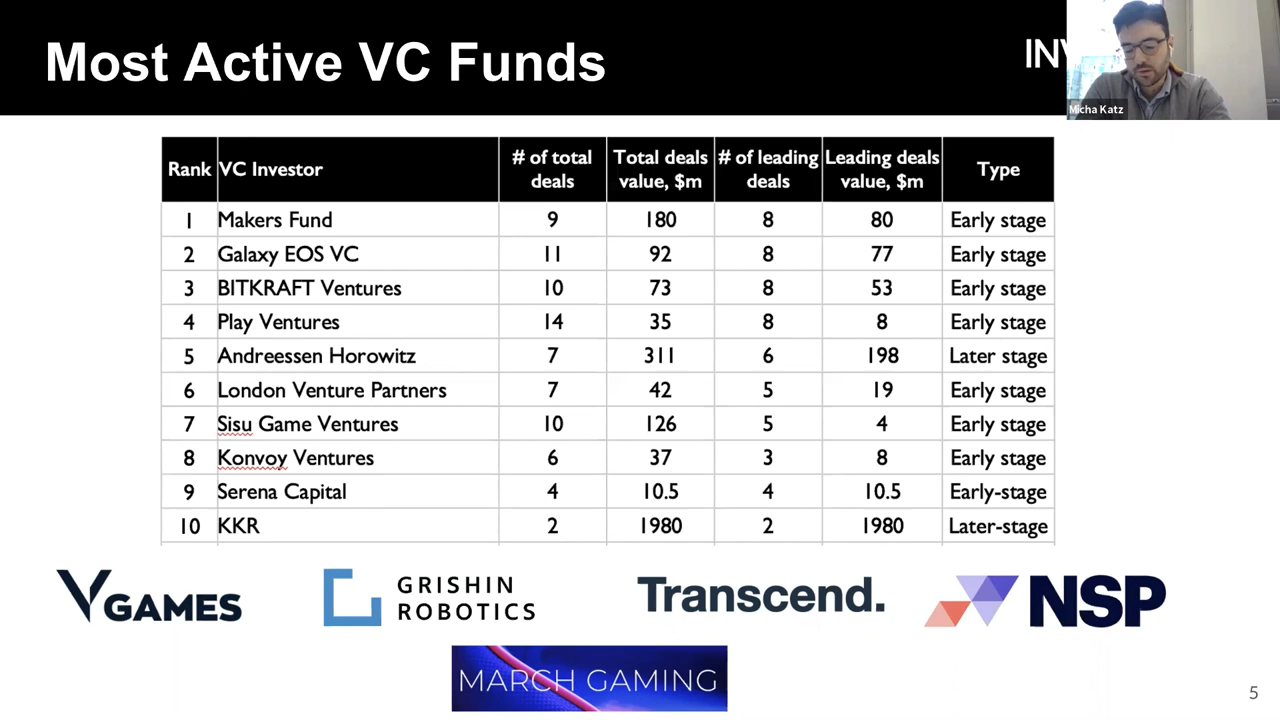 Most Active VC Funds
INV
Micha Katz
Rank VC Investor # of total deals Total deals value, $m # of leading deals Leading deals value, $m Type
1 Makers Fund 9 180 8 80 Early stage
2 Galaxy EOS VC 11 92 8 77 Early stage
3 BITKRAFT Ventures 10 73 8 53 Early stage
4 Play Ventures 14 35 8 8 Early stage
5 Andreessen Horowitz 7 311 6 198 Later stage
6 London Venture Partners 7 42 5 19 Early stage
7 Sisu Game Ventures 10 126 5 4 Early stage
8 Konvoy Ventures 6 37 3 8 Early stage
9 Serena Capital 4 10.5 4 10.5 Early-stage
10 KKR 2 1980 2 1980 Later-stage
VGAMES
GRISHIN
ROBOTICS
Transcend.
NSP
MARCH GAMING
5